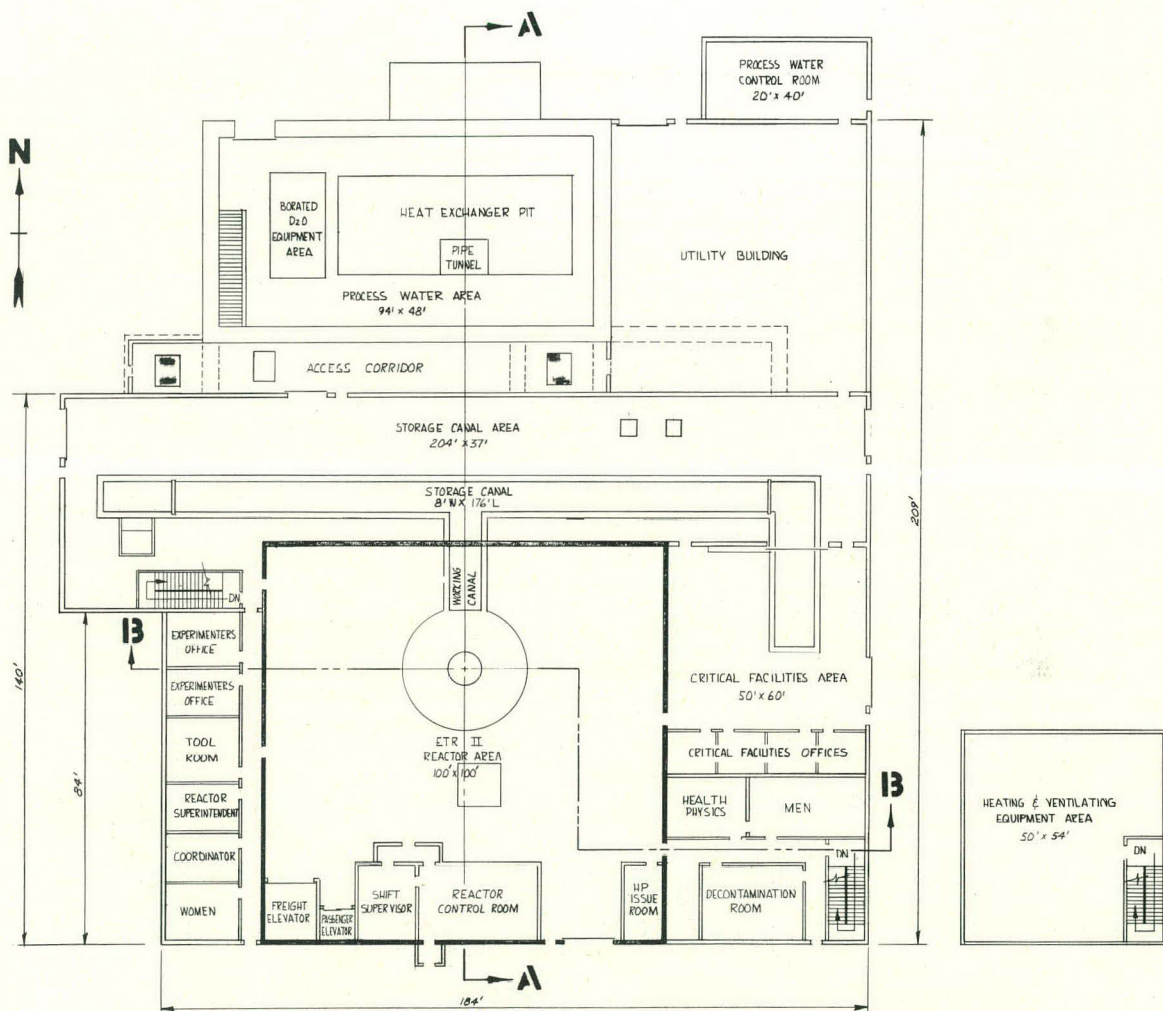 A
PROCESS WATER
CONTROL ROOM
20' x 40'
N
BORATED
D2O
EQUIPMENT
AREA
HEAT EXCHANGER PIT
PIPE
TUNNEL
UTILITY BUILDING
PROCESS WATER AREA
94' x 48'
ACCESS CORRIDOR
STORAGE CANAL AREA
204' x 37'
STORAGE CANAL
8' W x 176' L
209'
WORKING
CANAL
DN
B
EXPERIMENTERS
OFFICE
140'
EXPERIMENTERS
OFFICE
CRITICAL FACILITIES AREA
50' x 60'
TOOL
ROOM
ETR II
REACTOR AREA
100' x 100'
CRITICAL FACILITIES OFFICES
84'
REACTOR
SUPERINTENDENT
HEALTH
PHYSICS
MEN
B
HEATING & VENTILATING
EQUIPMENT AREA
50' x 54'
COORDINATOR
DN
DN
WOMEN
FREIGHT
ELEVATOR
PASSENGER
ELEVATOR
SHIFT
SUPERVISOR
REACTOR
CONTROL ROOM
HP
ISSUE
ROOM
DECONTAMINATION
ROOM
A
184'